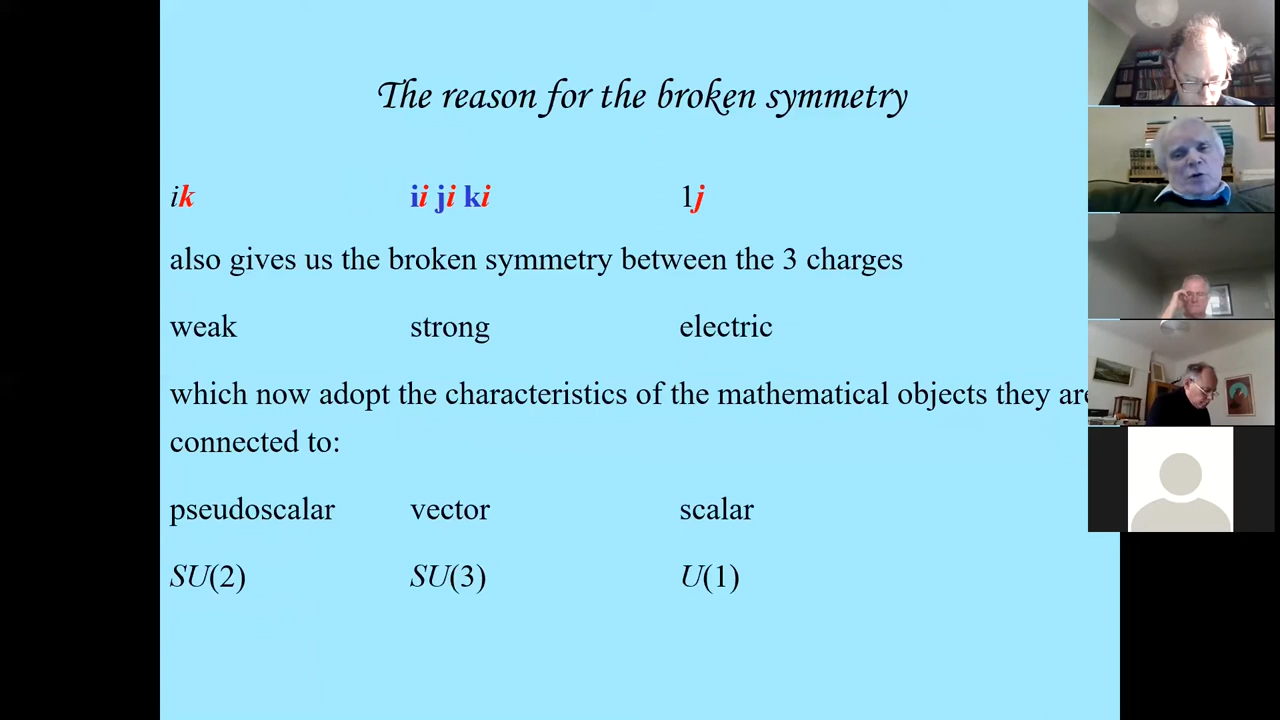 The reason for the broken symmetry
ik ii ji ki 1j
also gives us the broken symmetry between the 3 charges
weak strong electric
which now adopt the characteristics of the mathematical objects they are
connected to:
pseudoscalar vector scalar
SU(2) SU(3) U(1)